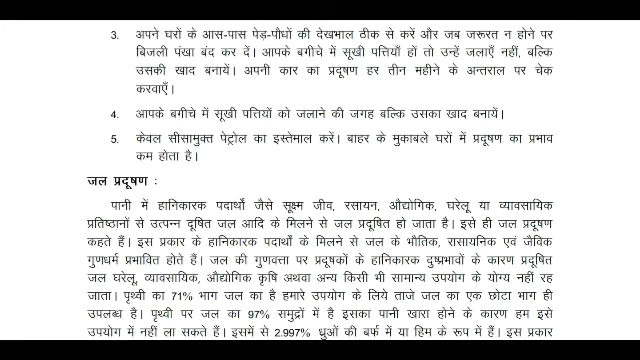 3. अपने घरों के आस-पास पेड़-पौधों की देखभाल ठीक से करें और जब जरूरत न होने पर
बिजली पंखा बंद कर दें। आपके बगीचे में सूखी पत्तियाँ हों तो उन्हें जलाएँ नहीं, बल्कि
उसकी खाद बनायें। अपनी कार का प्रदूषण हर तीन महीने के अन्तराल पर चेक
करवाएँ।
4. आपके बगीचे में सूखी पत्तियों को जलाने की जगह बल्कि उसका खाद बनायें।
5. केवल सीसामुक्त पेट्रोल का इस्तेमाल करें। बाहर के मुकाबले घरों में प्रदूषण का प्रभाव
कम होता है।
जल प्रदूषण :
पानी में हानिकारक पदार्थों जैसे सूक्ष्म जीव, रसायन, औद्योगिक, घरेलू या व्यावसायिक
प्रतिष्ठानों से उत्पन्न दूषित जल आदि के मिलने से जल प्रदूषित हो जाता है। इसे ही जल प्रदूषण
कहते हैं। इस प्रकार के हानिकारक पदार्थों के मिलने से जल के भौतिक, रासायनिक एवं जैविक
गुणधर्म प्रभावित होते हैं। जल की गुणवत्ता पर प्रदूषकों के हानिकारक दुष्प्रभावों के कारण प्रदूषित
जल घरेलू, व्यावसायिक, औद्योगिक कृषि अथवा अन्य किसी भी सामान्य उपयोग के योग्य नहीं रह
जाता। पृथ्वी का 71% भाग जल का है हमारे उपयोग के लिये ताजे जल का एक छोटा भाग ही
उपलब्ध है। पृथ्वी पर जल का 97% समुद्रों में है इसका पानी खारा होने के कारण हम इसे
उपयोग में नहीं ला सकते हैं। इसमें से 2.997% ध्रुओं की बर्फ में या हिम के रूप में हैं। इस प्रकार